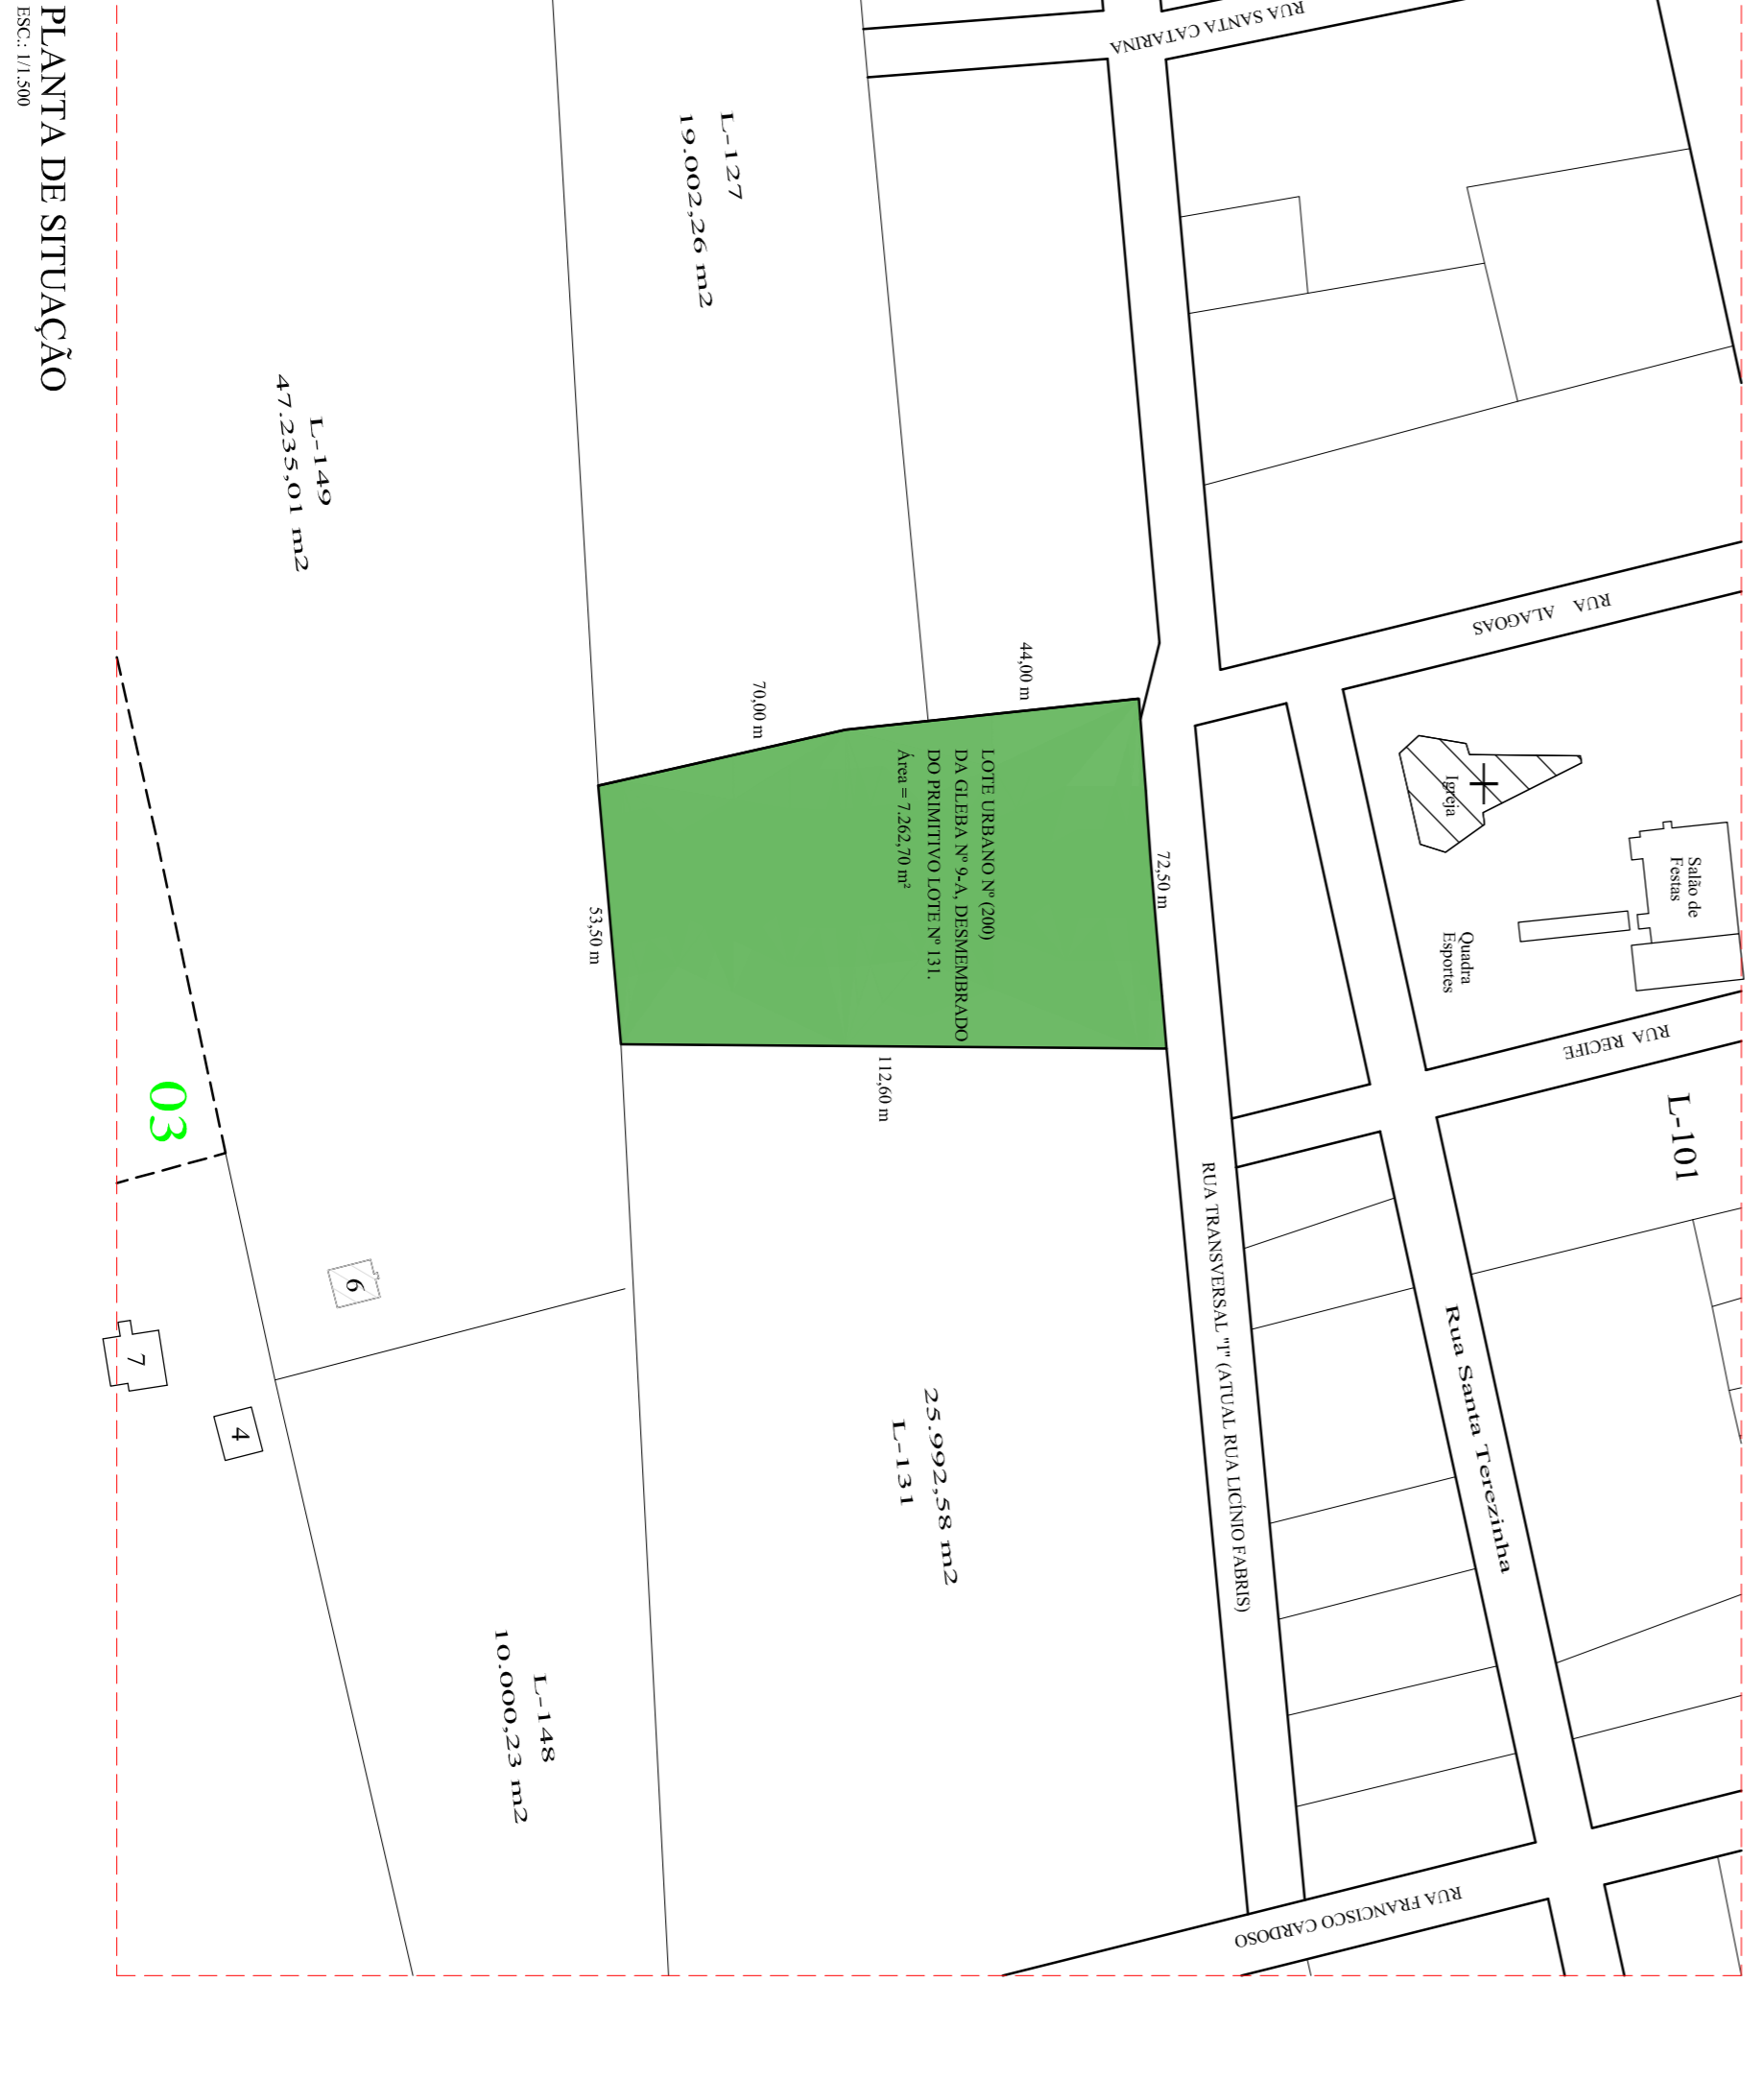 RUA SANTA CATARINA
L-127
19.002,26 m2
L-149
47.235,01 m2
RUA ALAGOAS
44,00 m
70,00 m
72,50 m
53,50 m
112,60 m
LOTE URBANO Nº (200)
DA GLEBA Nº 9-A, DESMEMBRADO
DO PRIMITIVO LOTE Nº 131.
Área = 7.262,70 m²
Igreja
Salão de
Festas
Quadra
Esportes
RUA RECIFE
L-101
RUA TRANSVERSAL "I" (ATUAL RUA LICÍNIO FABRIS)
Rua Santa Terezinha
25.992,58 m2
L-131
L-148
10.000,23 m2
RUA FRANCISCO CARDOSO
03
6
7
4
PLANTA DE SITUAÇÃO
ESC.: 1/1.500